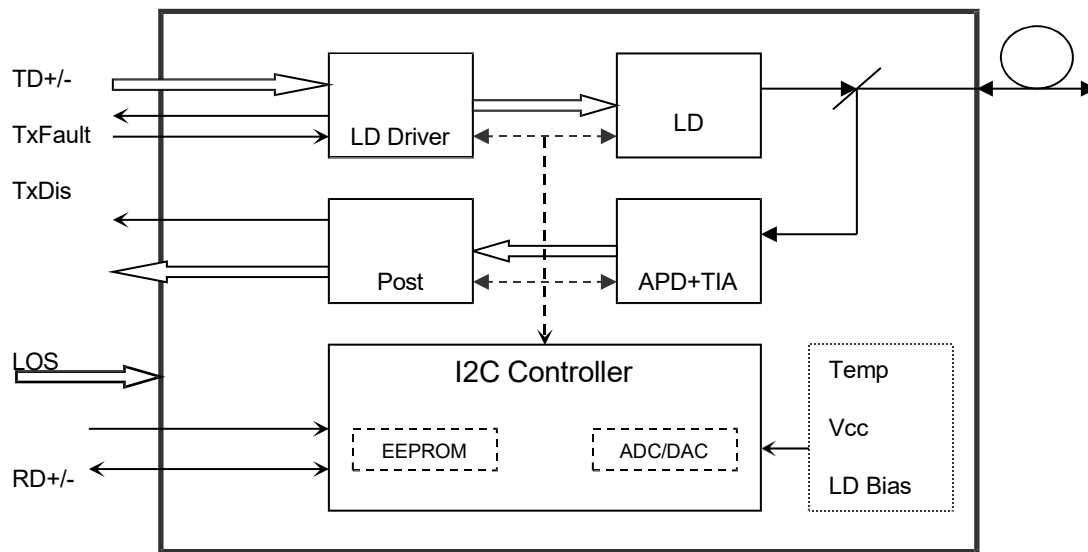 TD+/-
TxFault
TxDis
LOS
RD+/-
LD Driver
LD
Post
APD+TIA
I2C Controller
EEPROM
ADC/DAC
Temp
Vcc
LD Bias